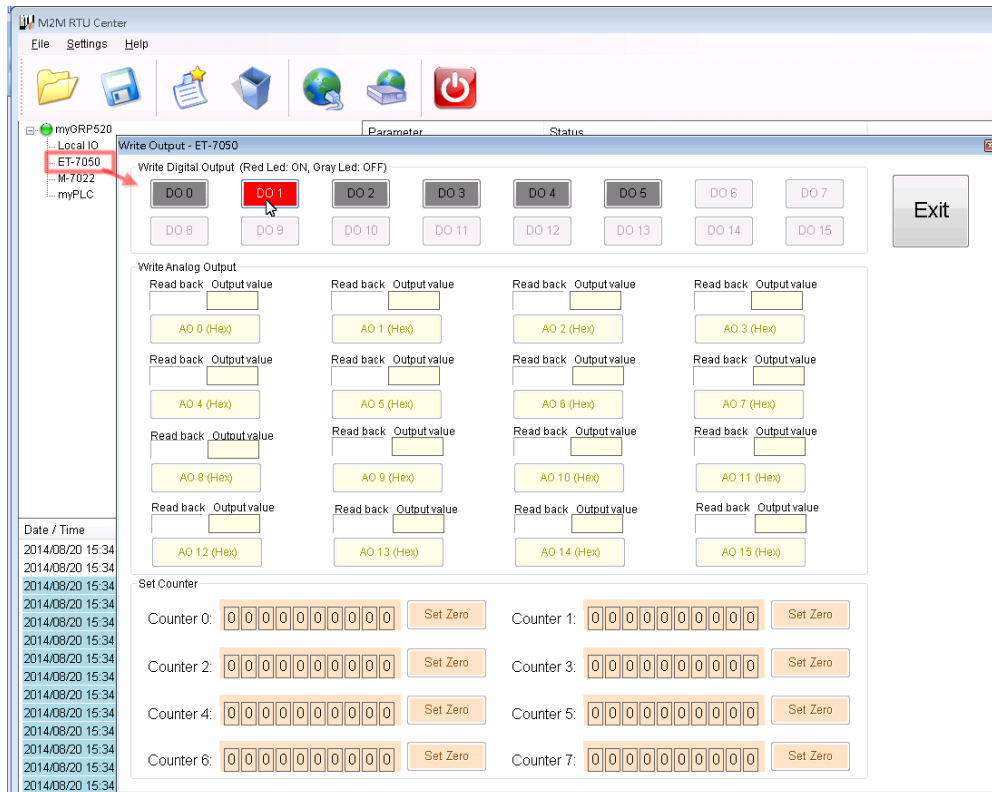 M2M RTU Center
File Settings Help
myGRP520
Local IO
ET-7050
M-7022
myPLC
Parameter Status
Write Output - ET-7050
Write Digital Output (Red Led: ON, Gray Led: OFF)
DO 0 DO 1 DO 2 DO 3 DO 4 DO 5 DO 6 DO 7
DO 8 DO 9 DO 10 DO 11 DO 12 DO 13 DO 14 DO 15
Exit
Write Analog Output
Read back Output value Read back Output value Read back Output value Read back Output value
AO 0 (Hex) AO 1 (Hex) AO 2 (Hex) AO 3 (Hex)
Read back Output value Read back Output value Read back Output value Read back Output value
AO 4 (Hex) AO 5 (Hex) AO 6 (Hex) AO 7 (Hex)
Read back Output value Read back Output value Read back Output value Read back Output value
AO 8 (Hex) AO 9 (Hex) AO 10 (Hex) AO 11 (Hex)
Read back Output value Read back Output value Read back Output value Read back Output value
AO 12 (Hex) AO 13 (Hex) AO 14 (Hex) AO 15 (Hex)
Set Counter
Counter 0: 0 0 0 0 0 0 0 0 0 0 Set Zero Counter 1: 0 0 0 0 0 0 0 0 0 0 Set Zero
Counter 2: 0 0 0 0 0 0 0 0 0 0 Set Zero Counter 3: 0 0 0 0 0 0 0 0 0 0 Set Zero
Counter 4: 0 0 0 0 0 0 0 0 0 0 Set Zero Counter 5: 0 0 0 0 0 0 0 0 0 0 Set Zero
Counter 6: 0 0 0 0 0 0 0 0 0 0 Set Zero Counter 7: 0 0 0 0 0 0 0 0 0 0 Set Zero
Date / Time
2014/08/20 15:34
2014/08/20 15:34
2014/08/20 15:34
2014/08/20 15:34
2014/08/20 15:34
2014/08/20 15:34
2014/08/20 15:34
2014/08/20 15:34
2014/08/20 15:34
2014/08/20 15:34
2014/08/20 15:34
2014/08/20 15:34
2014/08/20 15:34
2014/08/20 15:34